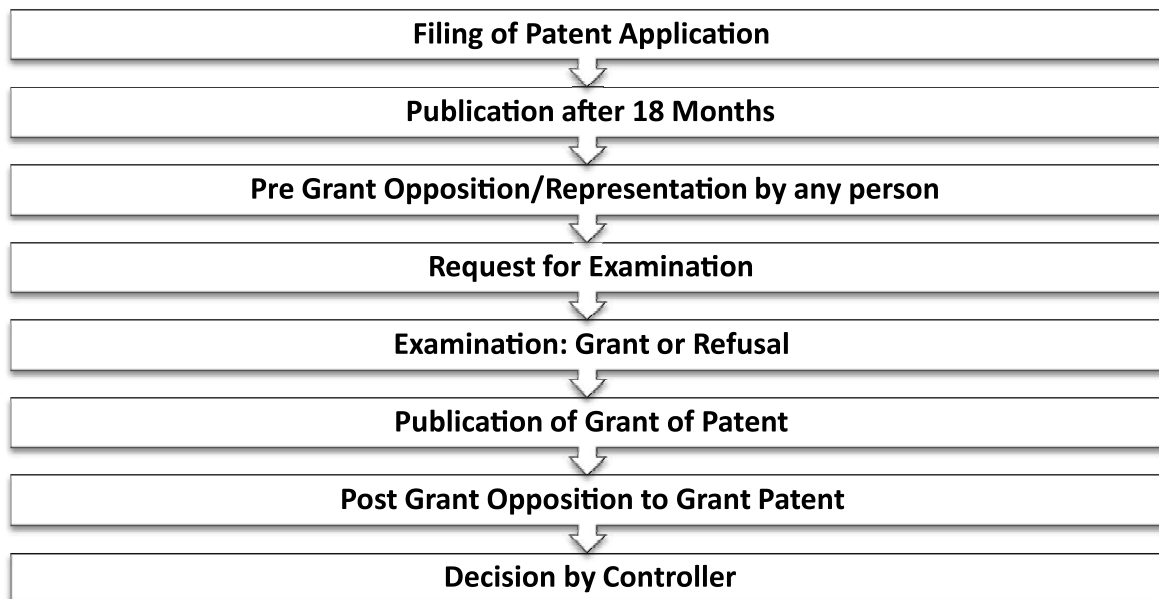 Filing of Patent Application
Publication after 18 Months
Pre Grant Opposition/Representation by any person
Request for Examination
Examination: Grant or Refusal
Publication of Grant of Patent
Post Grant Opposition to Grant Patent
Decision by Controller